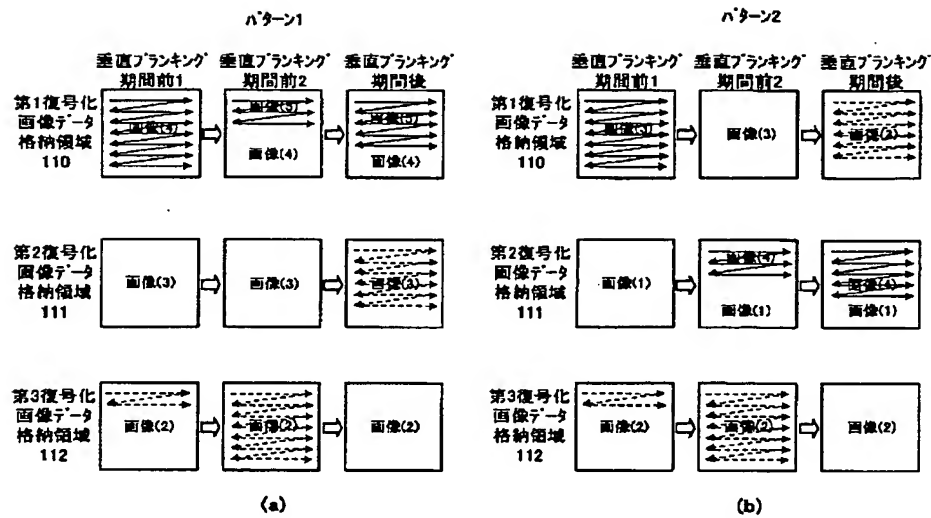 パターン1
垂直ブランキング
期間前1
垂直ブランキング
期間前2
垂直ブランキング
期間後
第1復号化
画像データ
格納領域
110
画像(4)
画像(5)
画像(4)
画像(5)
画像(4)
第2復号化
画像データ
格納領域
111
画像(3)
画像(3)
画像(3)
第3復号化
画像データ
格納領域
112
画像(2)
画像(2)
画像(2)
(a)
パターン2
垂直ブランキング
期間前1
垂直ブランキング
期間前2
垂直ブランキング
期間後
第1復号化
画像データ
格納領域
110
画像(3)
画像(3)
画像(3)
第2復号化
画像データ
格納領域
111
画像(1)
画像(4)
画像(1)
画像(4)
画像(1)
第3復号化
画像データ
格納領域
112
画像(2)
画像(2)
画像(2)
(b)